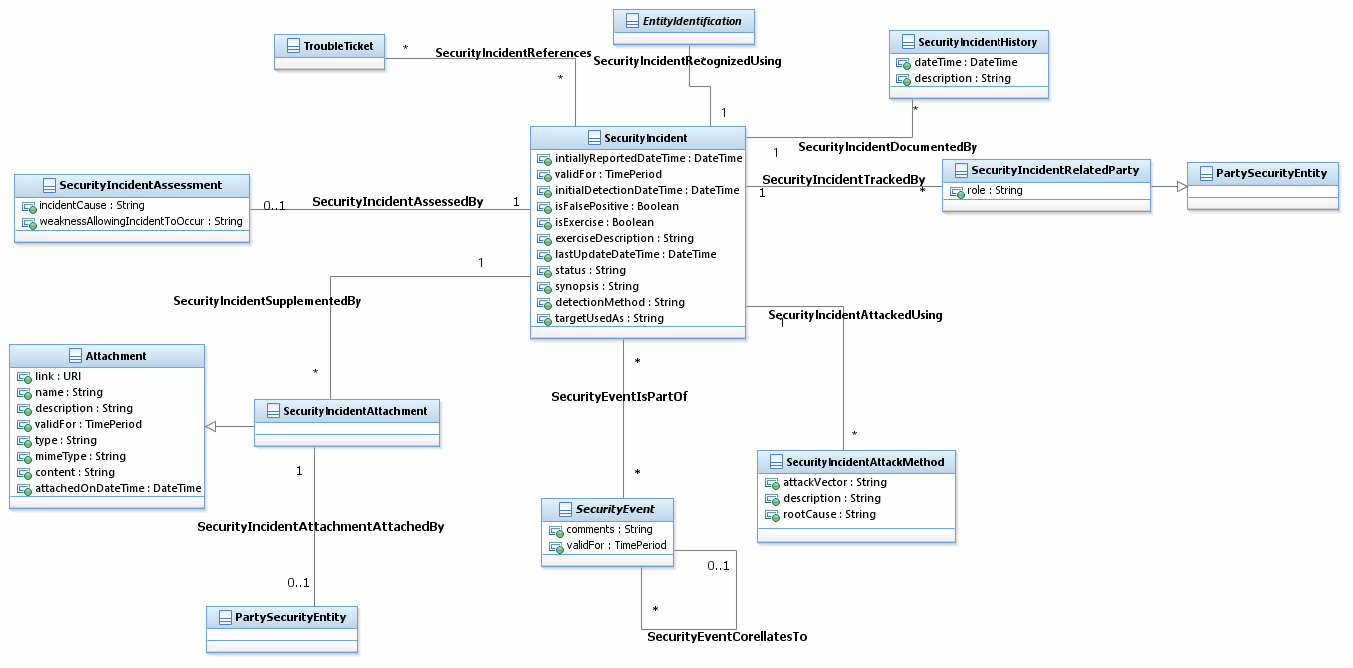 EntityIdentification
TroubleTicket
*
SecurityIncidentReferences
*
SecurityIncidentRecognizedUsing
1
SecurityIncidentHistory
dateTime : DateTime
description : String
*
1
SecurityIncidentDocumentedBy
SecurityIncident
intiallyReportedDateTime : DateTime
validFor : TimePeriod
initialDetectionDateTime : DateTime
isFalsePositive : Boolean
isExercise : Boolean
exerciseDescription : String
lastUpdateDateTime : DateTime
status : String
synopsis : String
detectionMethod : String
targetUsedAs : String
SecurityIncidentTrackedBy
1
*
SecurityIncidentRelatedParty
role : String
PartySecurityEntity
SecurityIncidentAssessment
incidentCause : String
weaknessAllowingIncidentToOccur : String
0..1
SecurityIncidentAssessedBy
1
1
SecurityIncidentSupplementedBy
*
SecurityIncidentAttackedUsing
1
*
Attachment
link : URI
name : String
description : String
validFor : TimePeriod
type : String
mimeType : String
content : String
attachedOnDateTime : DateTime
SecurityIncidentAttachment
1
SecurityIncidentAttachmentAttachedBy
0..1
PartySecurityEntity
*
SecurityEventIsPartOf
*
SecurityEvent
comments : String
validFor : TimePeriod
0..1
*
SecurityEventCorellatesTo
SecurityIncidentAttackMethod
attackVector : String
description : String
rootCause : String